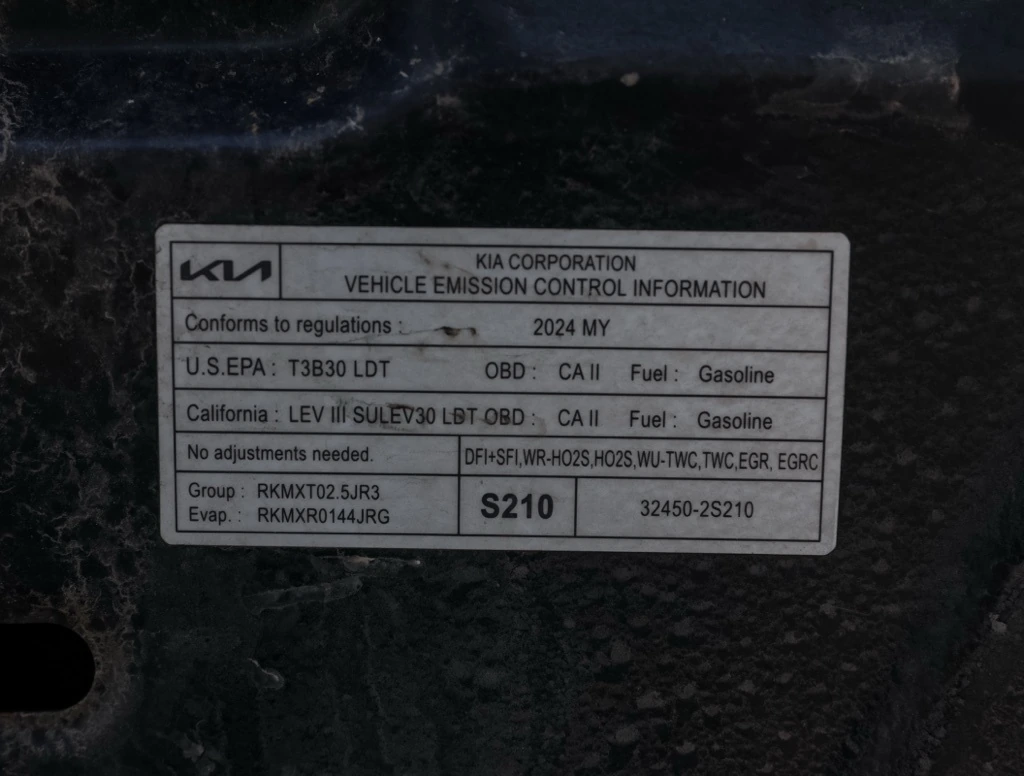 KIA
KIA CORPORATION
VEHICLE EMISSION CONTROL INFORMATION
Conforms to regulations : 2024 MY
U.S.EPA : T3B30 LDT OBD : CA II Fuel : Gasoline
California : LEV III SULEV30 LDT OBD : CA II Fuel : Gasoline
No adjustments needed.
DFI+SFI,WR-HO2S,HO2S,WU-TWC,TWC,EGR, EGRC
Group : RKMXT02.5JR3
Evap. : RKMXR0144JRG
S210
32450-2S210